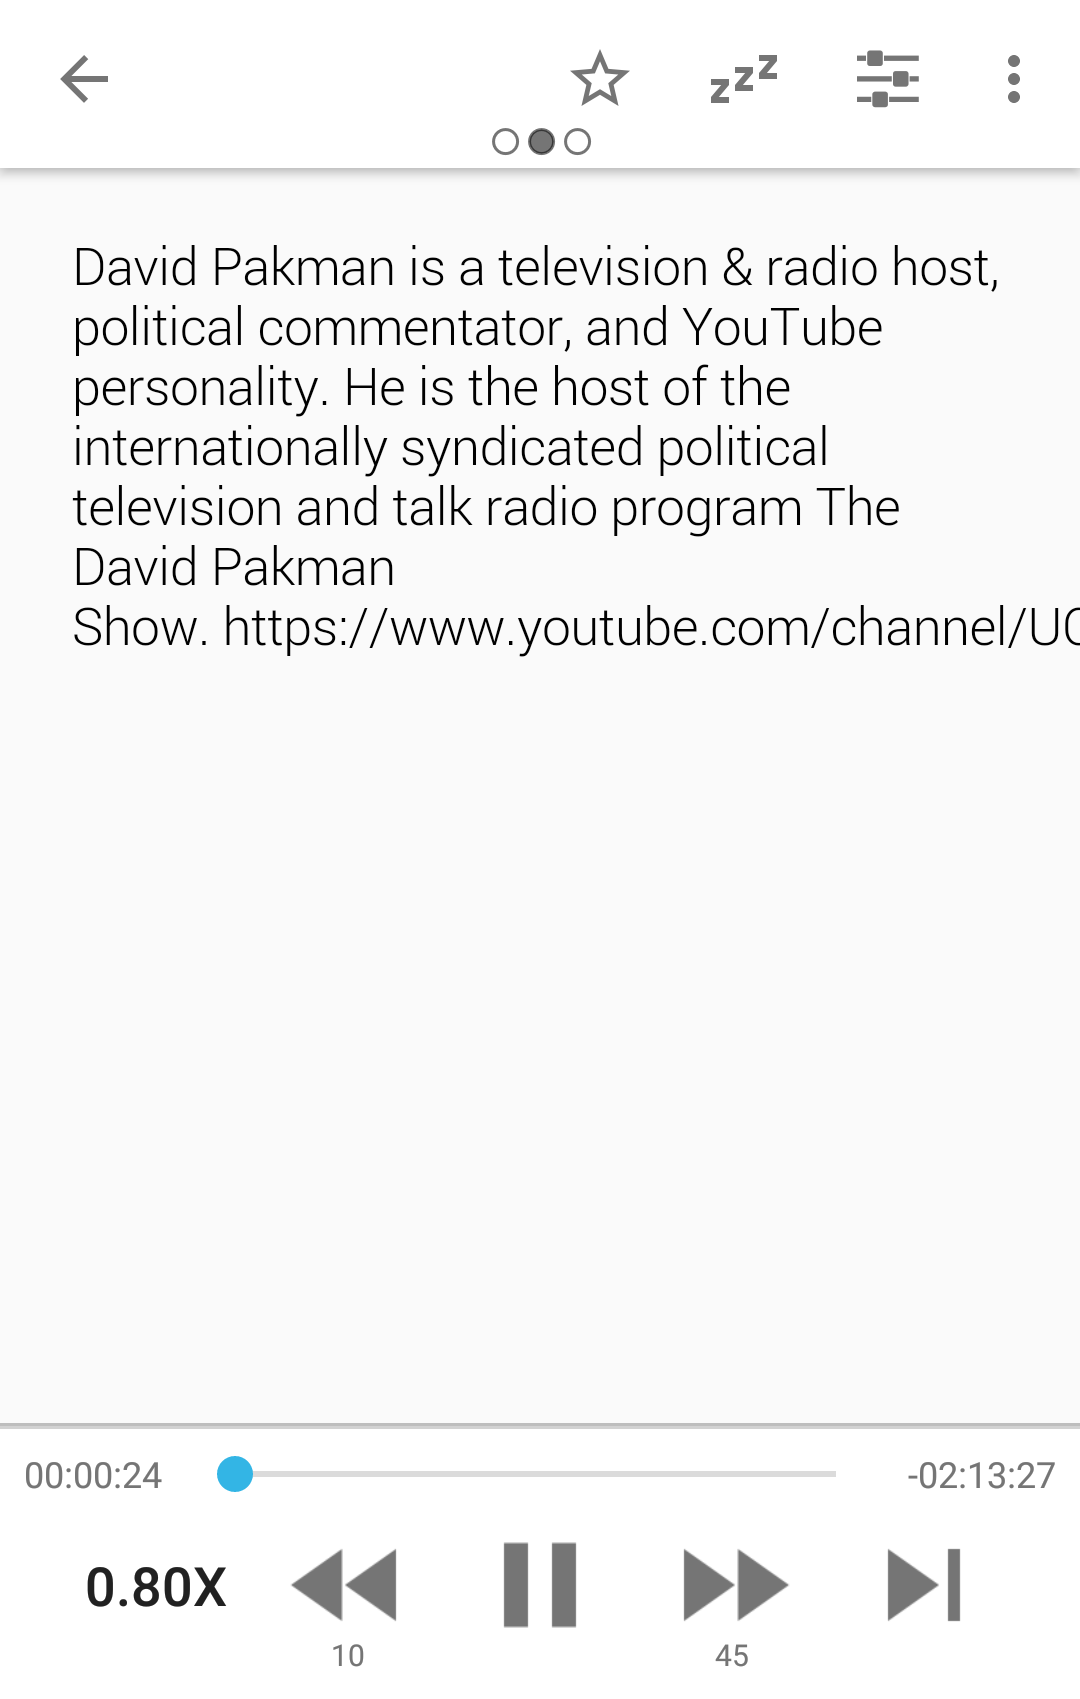 zzz
David Pakman is a television & radio host,
political commentator, and YouTube
personality. He is the host of the
internationally syndicated political
television and talk radio program The
David Pakman
Show. https://www.youtube.com/channel/UC
00:00:24 -02:13:27
0.80X
10 45